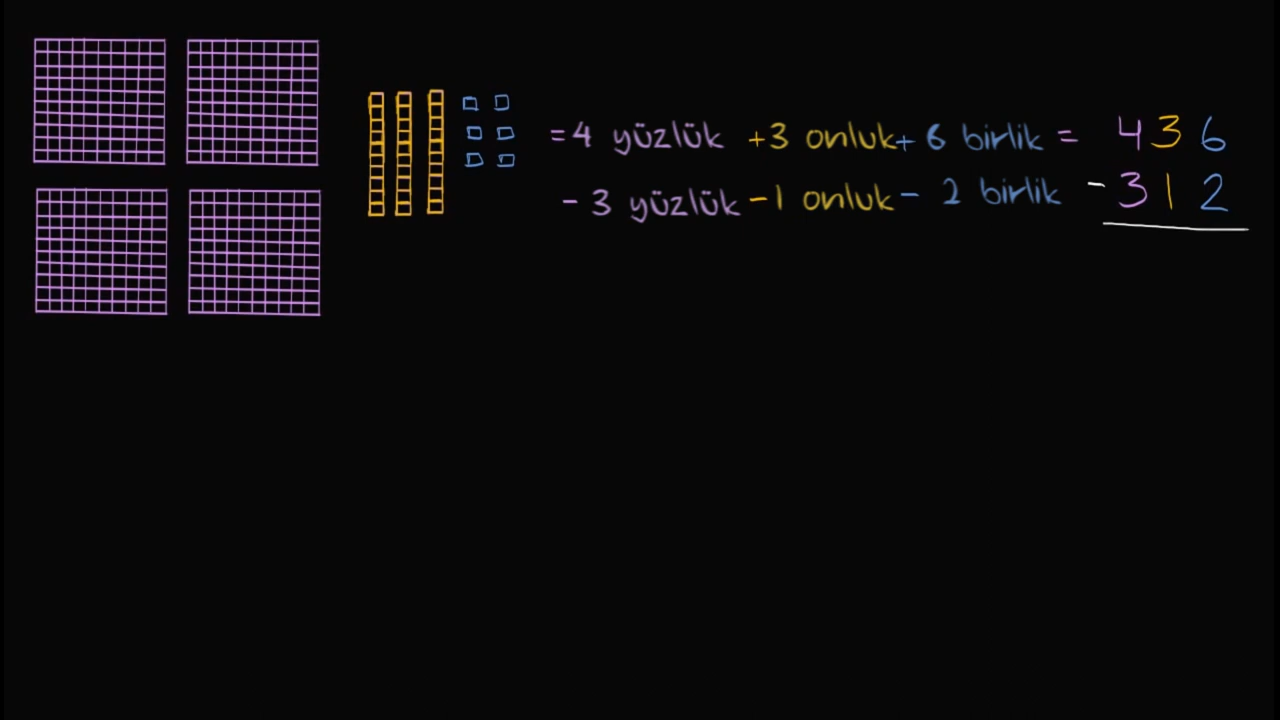 =4 yüzlük +3 onluk+ 6 birlik = 436
- 3 yüzlük -1 onluk - 2 birlik -312